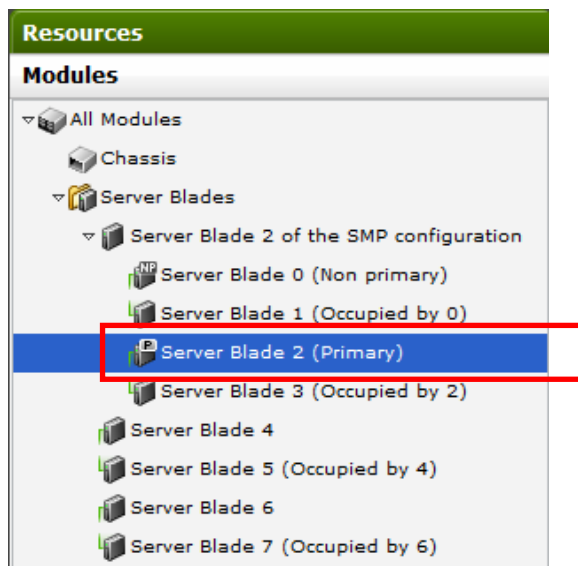 Resources
Modules
All Modules
Chassis
Server Blades
Server Blade 2 of the SMP configuration
NP Server Blade 0 (Non primary)
Server Blade 1 (Occupied by 0)
P Server Blade 2 (Primary)
Server Blade 3 (Occupied by 2)
Server Blade 4
Server Blade 5 (Occupied by 4)
Server Blade 6
Server Blade 7 (Occupied by 6)